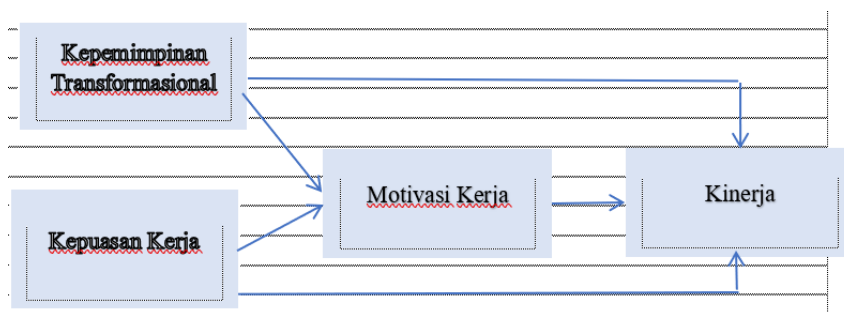 Kepemimpinan
Transformasional
Motivasi Kerja
Kinerja
Kepuasan Kerja